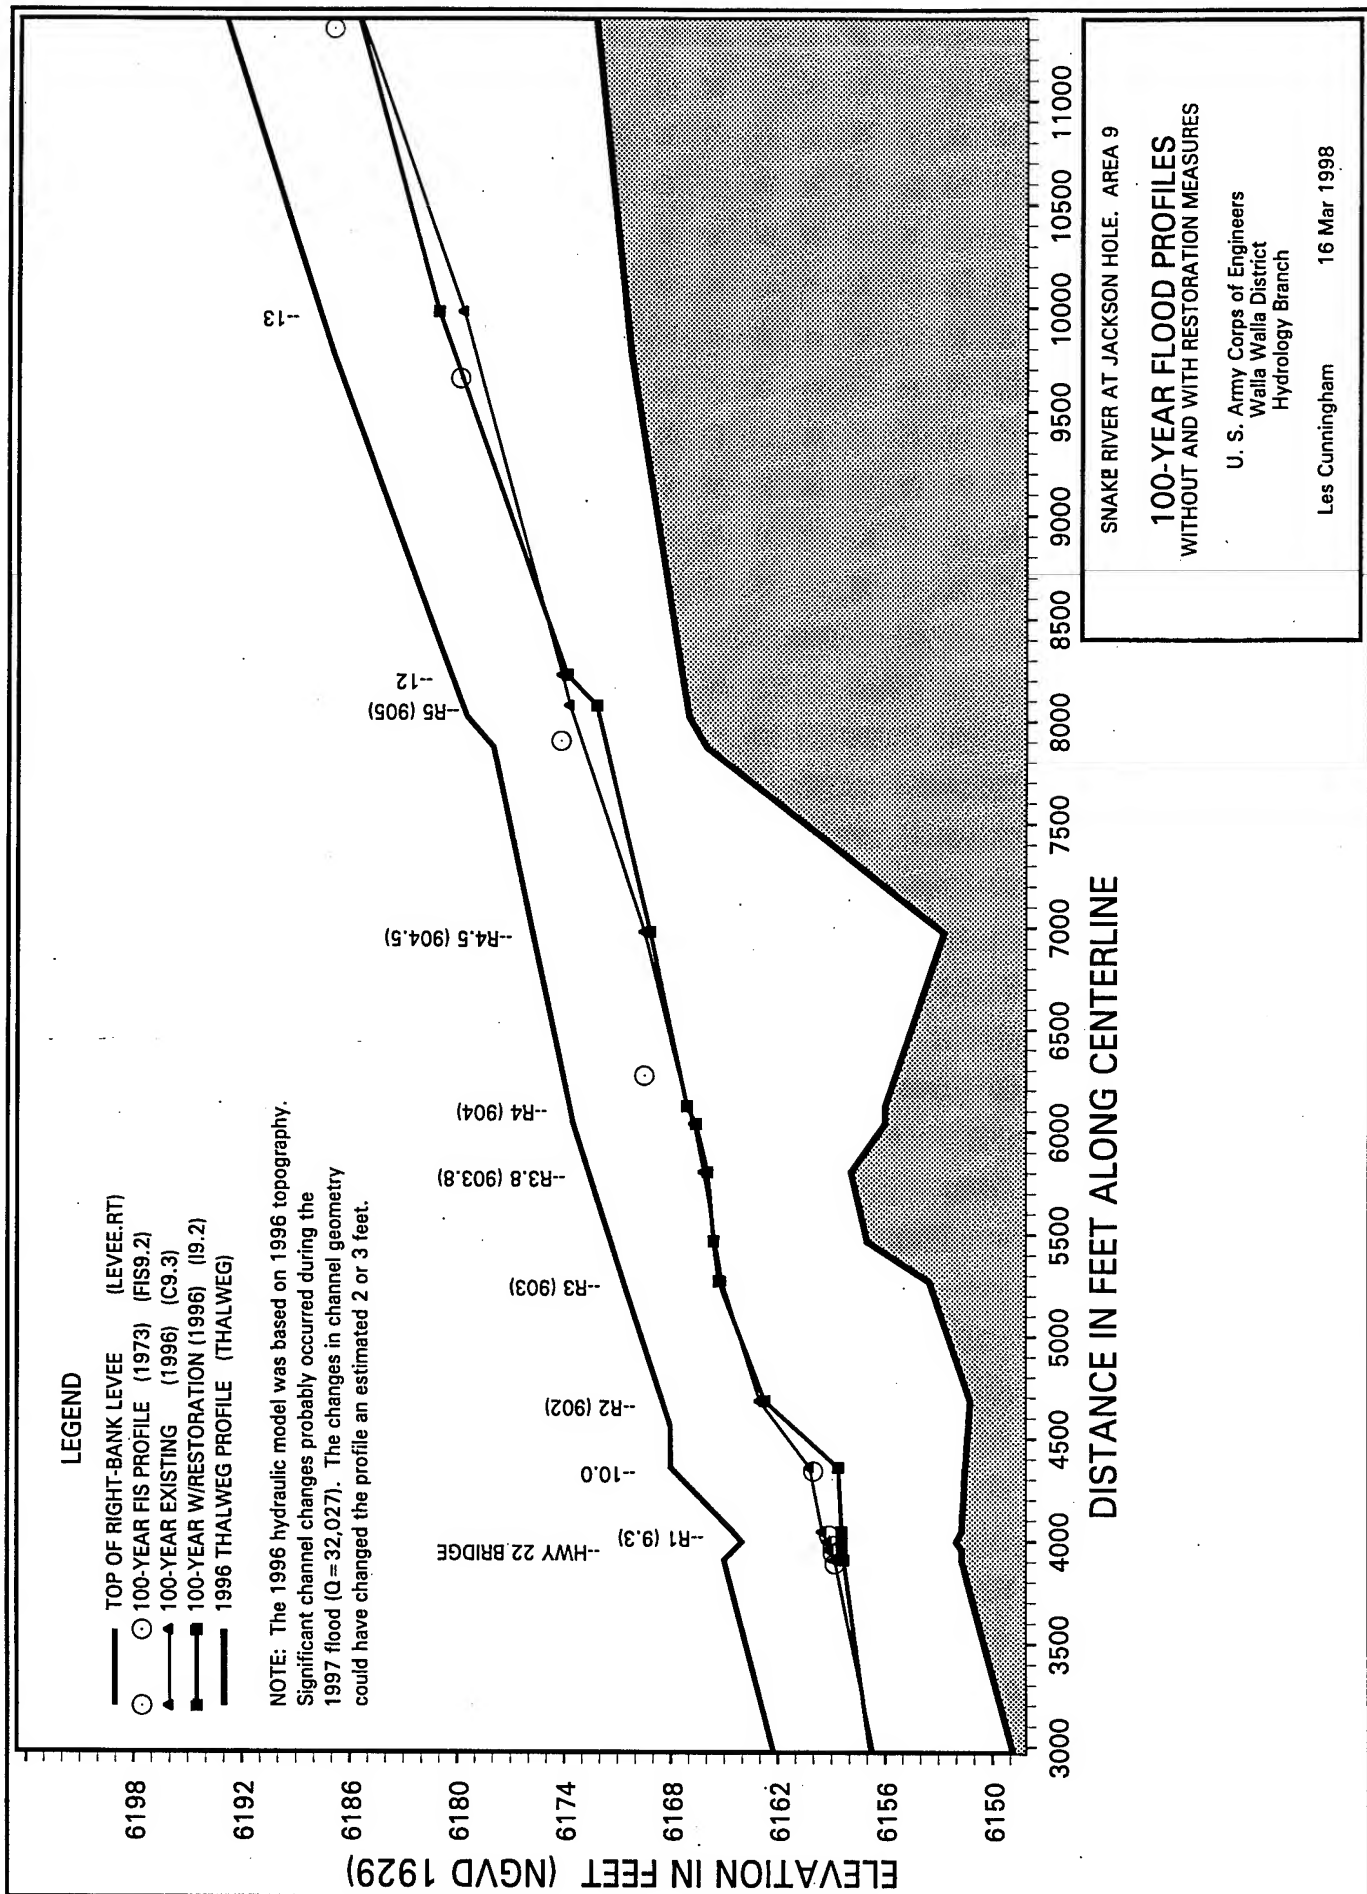 LEGEND
TOP OF RIGHT-BANK LEVEE (LEVEE.RT)
100-YEAR FIS PROFILE (1973) (FIS9.2)
100-YEAR EXISTING (1996) (C9.3)
100-YEAR W/RESTORATION (1996) (I9.2)
1996 THALWEG PROFILE (THALWEG)
NOTE: The 1996 hydraulic model was based on 1996 topography.
Significant channel changes probably occurred during the
1997 flood (Q=32,027). The changes in channel geometry
could have changed the profile an estimated 2 or 3 feet.
--HWY 22 BRIDGE
--R1 (9.3)
--10.0
--R2 (902)
--R3 (903)
--R3.8 (903.8)
--R4 (904)
--R4.5 (904.5)
--R5 (905)
--12
--13
ELEVATION IN FEET (NGVD 1929)
6198
6192
6186
6180
6174
6168
6162
6156
6150
3000 3500 4000 4500 5000 5500 6000 6500 7000 7500 8000 8500 9000 9500 10000 10500 11000
DISTANCE IN FEET ALONG CENTERLINE
SNAKE RIVER AT JACKSON HOLE. AREA 9
100-YEAR FLOOD PROFILES
WITHOUT AND WITH RESTORATION MEASURES
U. S. Army Corps of Engineers
Walla Walla District
Hydrology Branch
Les Cunningham 16 Mar 1998